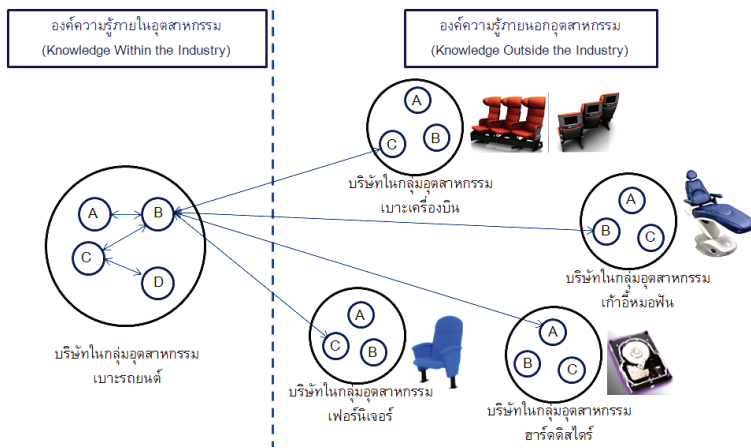 องค์ความรู้ภายในอุตสาหกรรม
(Knowledge Within the Industry)
องค์ความรู้ภายนอกอุตสาหกรรม
(Knowledge Outside the Industry)
A
B
C
D
บริษัทในกลุ่มอุตสาหกรรม
เบาะรถยนต์
A
C
B
บริษัทในกลุ่มอุตสาหกรรม
เบาะเครื่องบิน
A
B
C
บริษัทในกลุ่มอุตสาหกรรม
เก้าอี้หมอฟัน
A
C
B
บริษัทในกลุ่มอุตสาหกรรม
เฟอร์นิเจอร์
A
B
C
บริษัทในกลุ่มอุตสาหกรรม
ฮาร์ดดิสไดร์